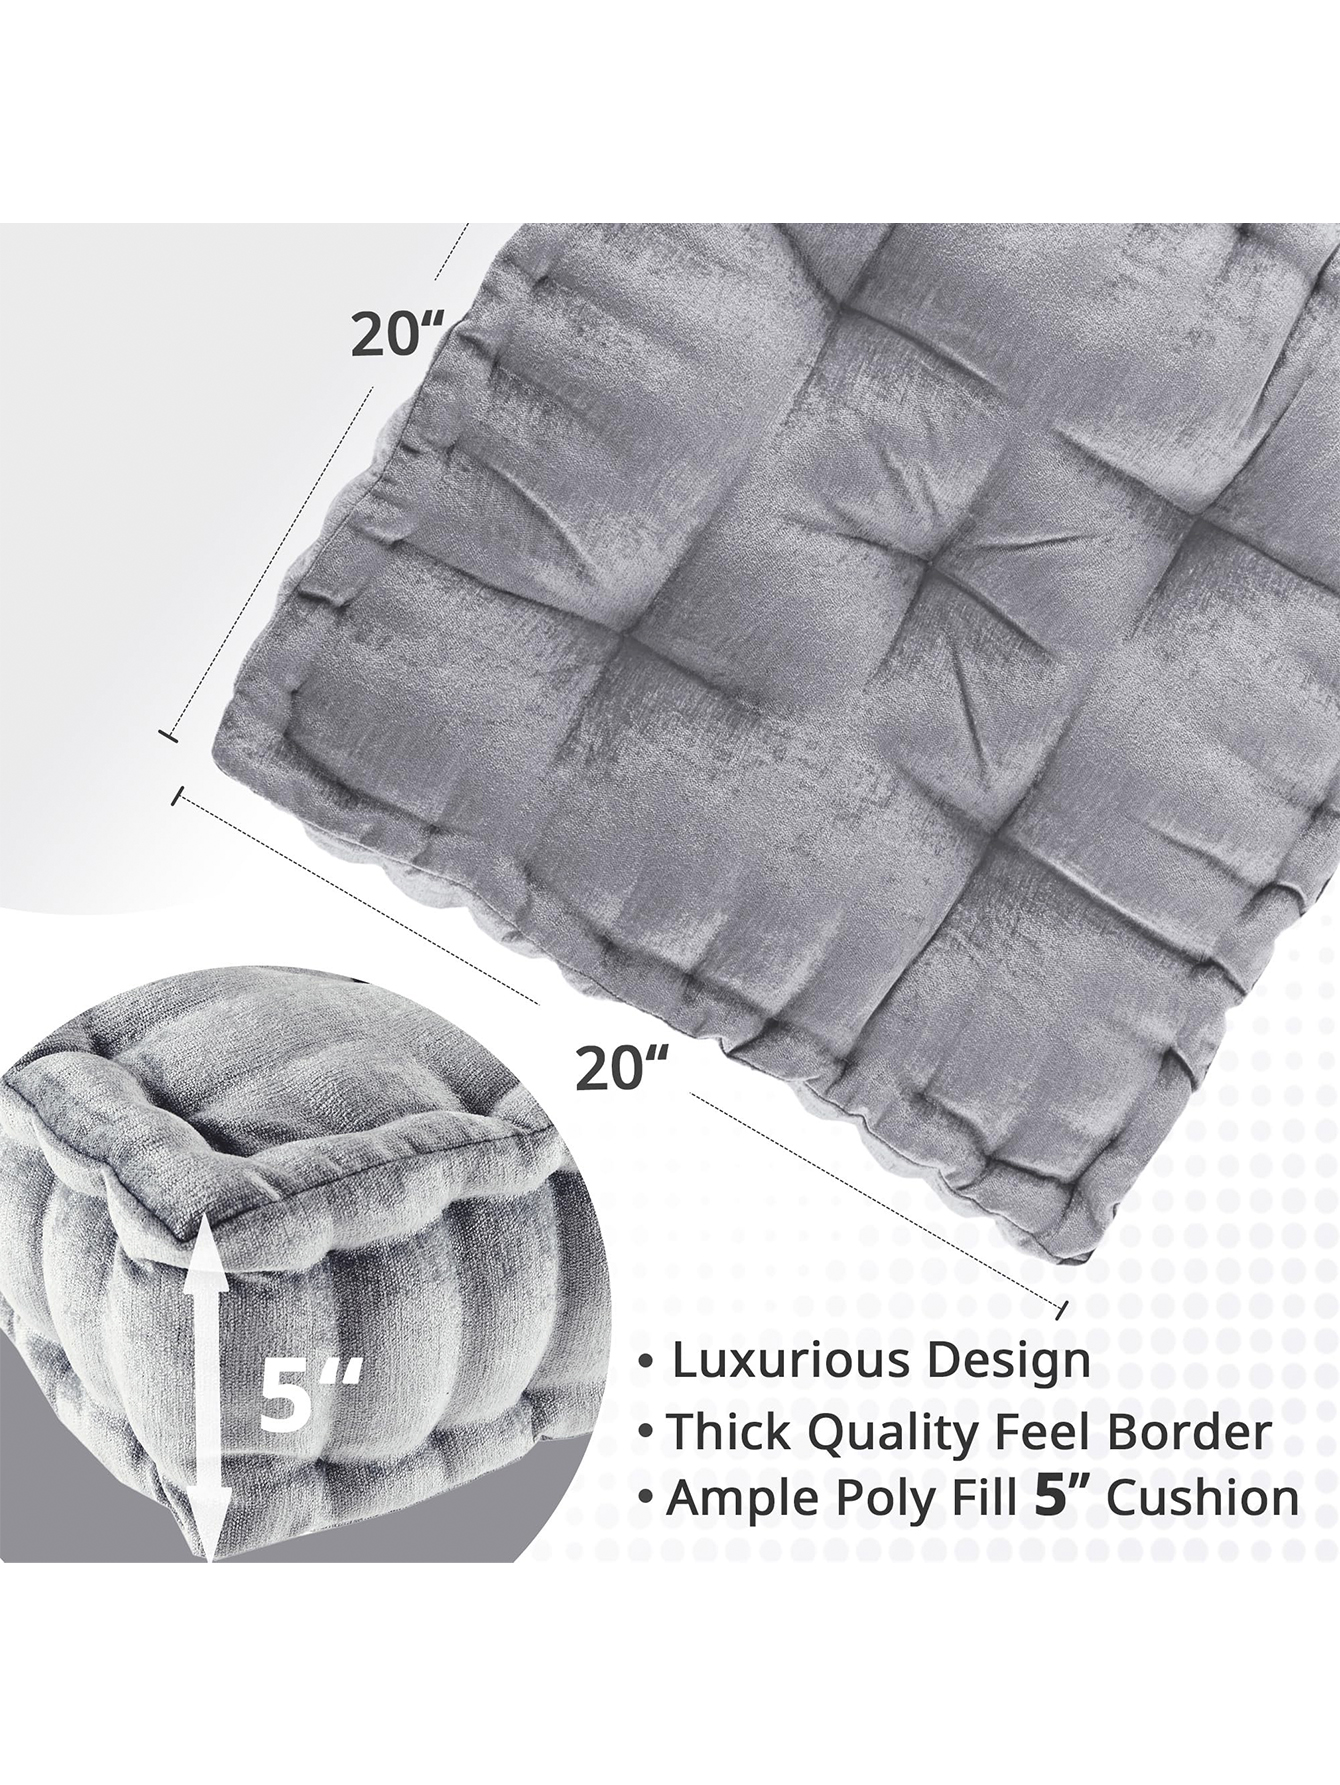 20“
20“
5“
• Luxurious Design
• Thick Quality Feel Border
• Ample Poly Fill 5” Cushion